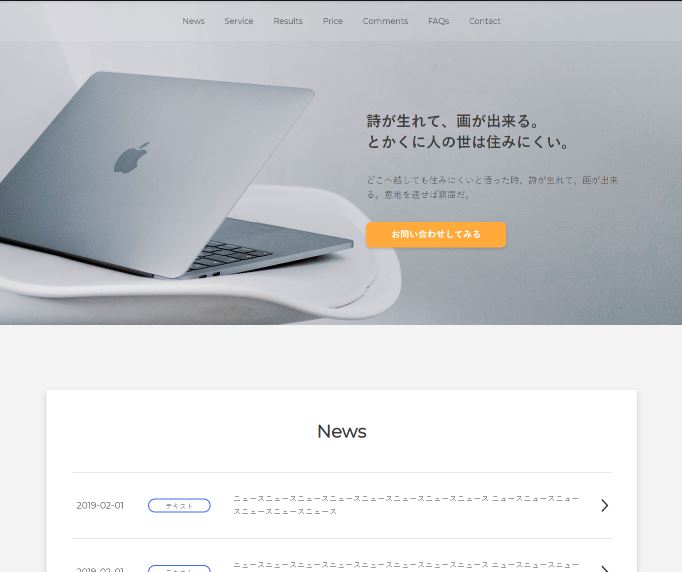 News Service Results Price Comments FAQs Contact
詩が生れて、画が出来る。
とかくに人の世は住みにくい。
どこへ越しても住みにくいと悟った時、詩が生れて、画が出来
る。意地を通せば窮屈だ。
お問い合わせしてみる
News
2019-02-01 テキスト ニュースニュースニュースニュースニュースニュースニュースニュース ニュースニュースニュー
スニュースニュースニュース
2019-02-01 テキスト ニュースニュースニュースニュースニュースニュースニュースニュース ニュースニュースニュー